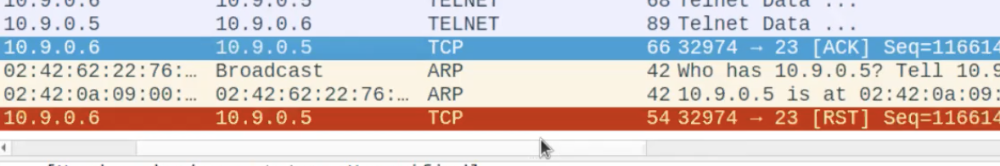 10.9.0.6 10.9.0.5 TELNET 68 Telnet Data ...
10.9.0.5 10.9.0.6 TELNET 89 Telnet Data ...
10.9.0.6 10.9.0.5 TCP 66 32974 → 23 [ACK] Seq=116614
02:42:62:22:76:… Broadcast ARP 42 Who has 10.9.0.5? Tell 10.9
02:42:0a:09:00:… 02:42:62:22:76:… ARP 42 10.9.0.5 is at 02:42:0a:09:
10.9.0.6 10.9.0.5 TCP 54 32974 → 23 [RST] Seq=116614